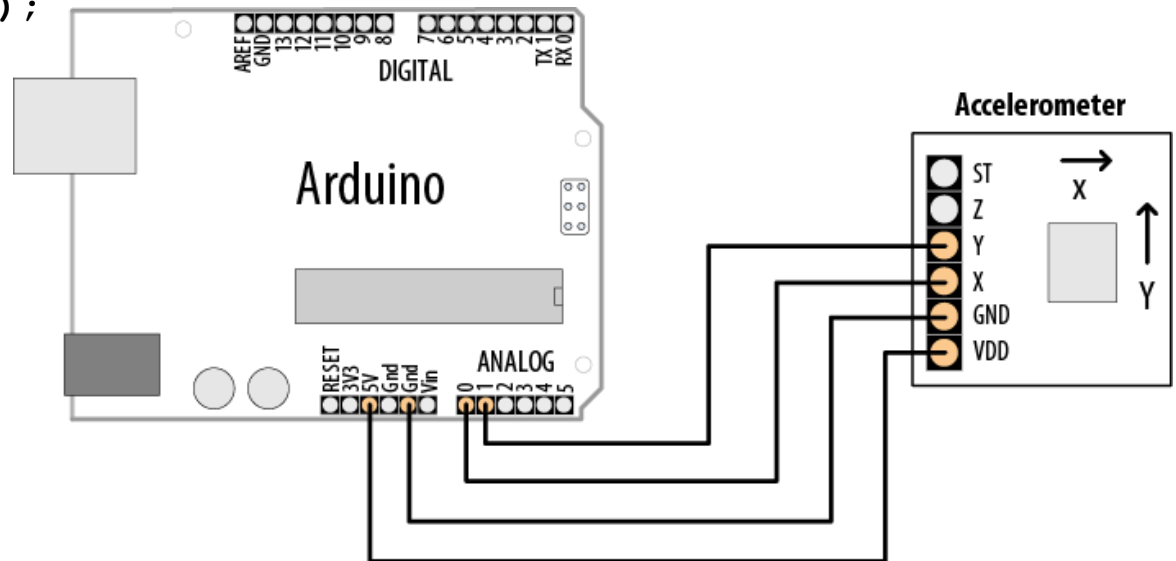 );
AREF
GND
13
12
11
10
9
8
7
6
5
4
3
2
TX 1
RX 0
DIGITAL
Arduino
Accelerometer
ST
Z
Y
X
GND
VDD
X
Y
ANALOG
RESET
3V3
5V
Gnd
Gnd
Vin
0
1
2
3
4
5